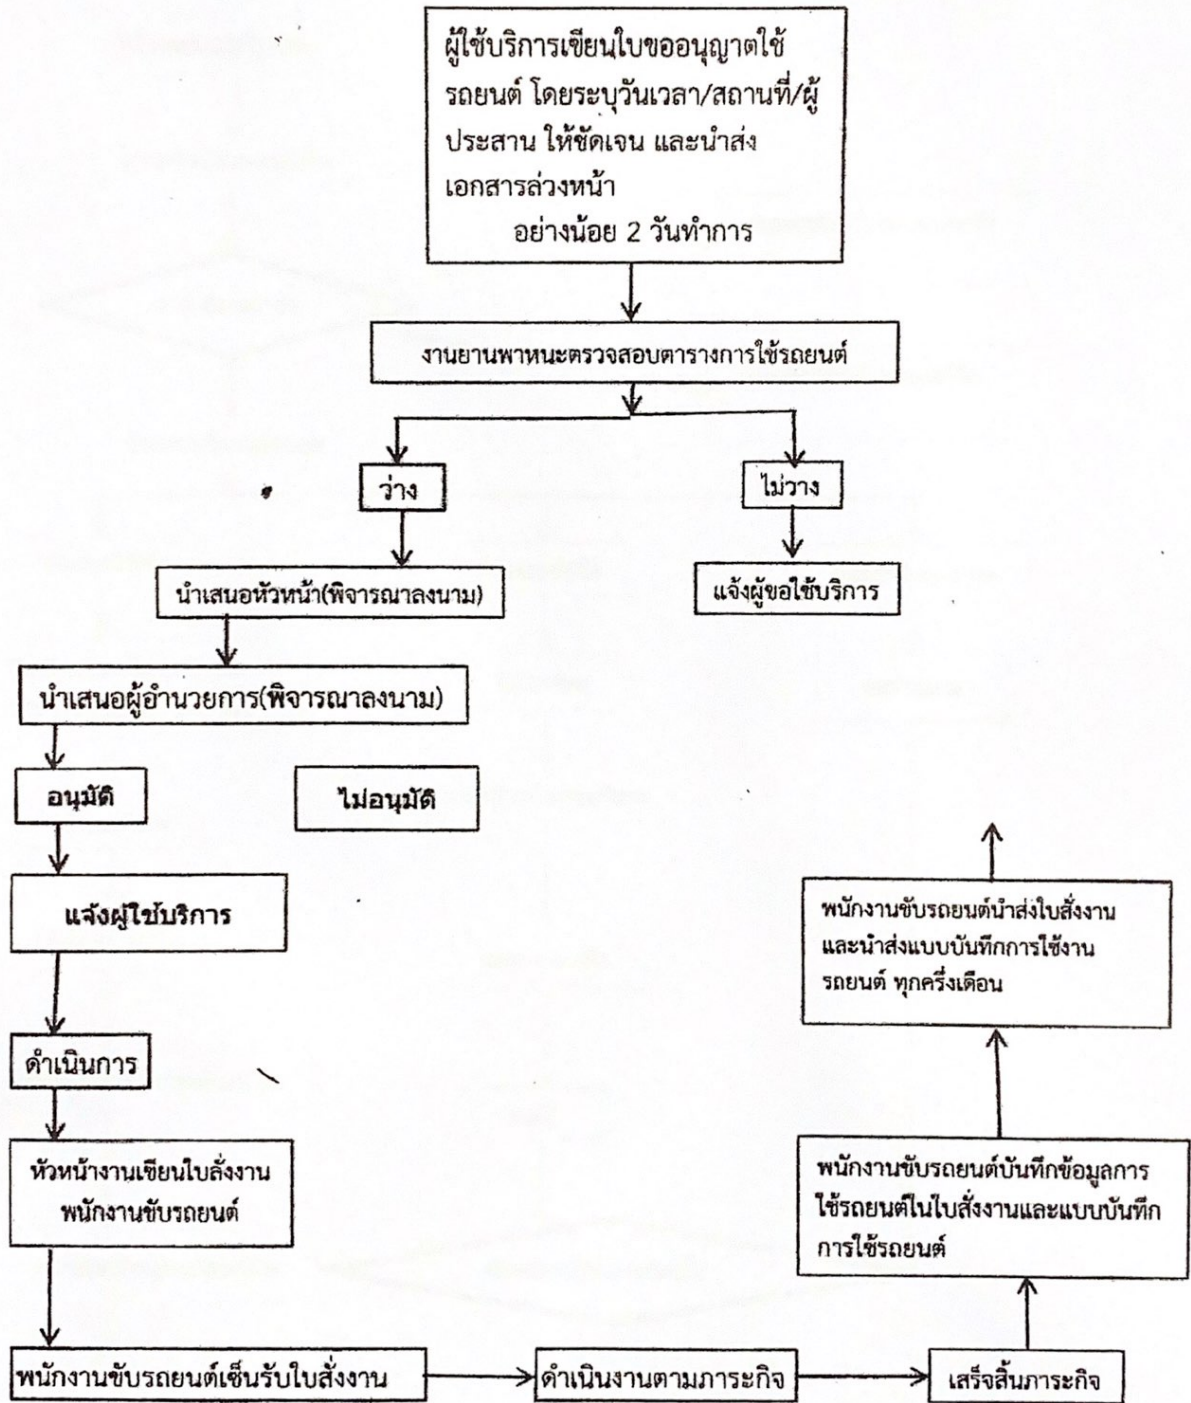 ผู้ใช้บริการเขียนใบขออนุญาตใช้
รถยนต์ โดยระบุวันเวลา/สถานที่/ผู้
ประสาน ให้ชัดเจน และนำส่ง
เอกสารล่วงหน้า
อย่างน้อย 2 วันทำการ
งานยานพาหนะตรวจสอบตารางการใช้รถยนต์
ว่าง
ไม่วาง
นำเสนอหัวหน้า(พิจารณาลงนาม)
แจ้งผู้ขอใช้บริการ
นำเสนอผู้อำนวยการ(พิจารณาลงนาม)
อนุมัติ
ไม่อนุมัติ
แจ้งผู้ใช้บริการ
ดำเนินการ
หัวหน้างานเขียนใบสั่งงาน
พนักงานขับรถยนต์
พนักงานขับรถยนต์เซ็นรับใบสั่งงาน
ดำเนินงานตามภาระกิจ
เสร็จสิ้นภาระกิจ
พนักงานขับรถยนต์บันทึกข้อมูลการ
ใช้รถยนต์ในใบสั่งงานและแบบบันทึก
การใช้รถยนต์
พนักงานขับรถยนต์นำส่งใบสั่งงาน
และนำส่งแบบบันทึกการใช้งาน
รถยนต์ ทุกครึ่งเดือน